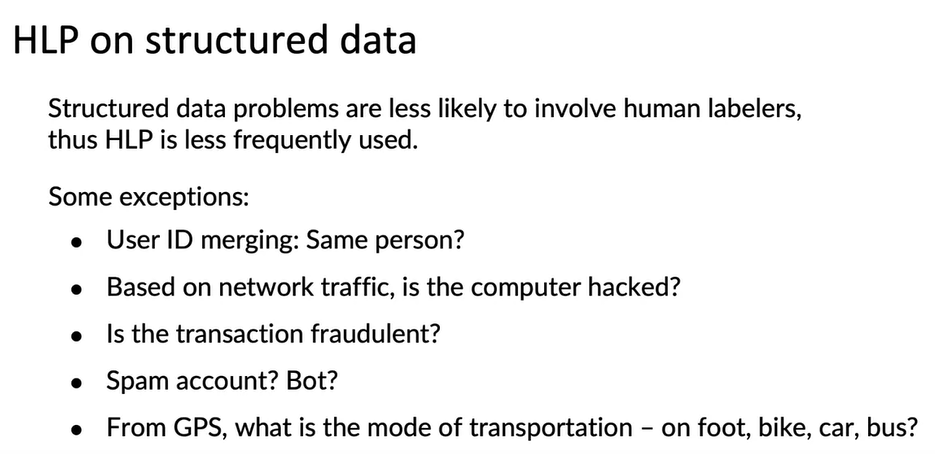 HLP on structured data
Structured data problems are less likely to involve human labelers,
thus HLP is less frequently used.
Some exceptions:
• User ID merging: Same person?
• Based on network traffic, is the computer hacked?
• Is the transaction fraudulent?
• Spam account? Bot?
• From GPS, what is the mode of transportation – on foot, bike, car, bus?